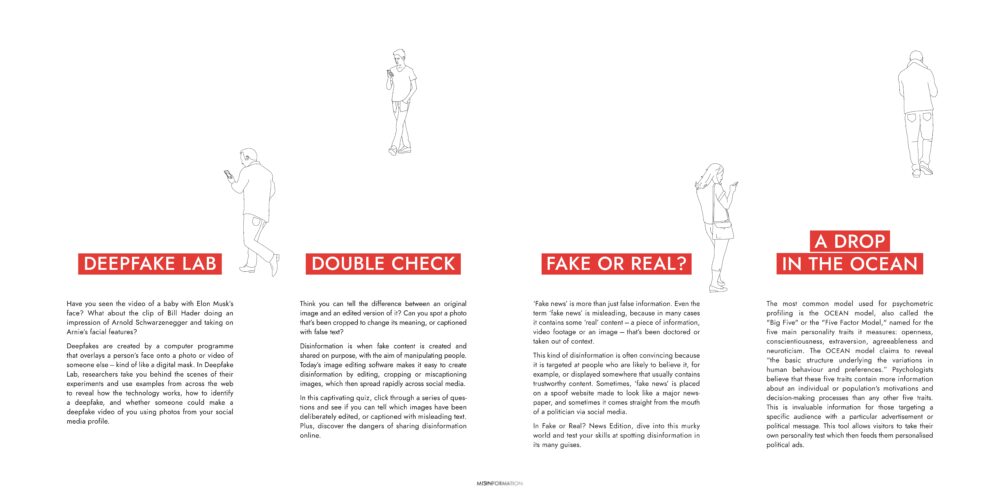 DEEPFAKE LAB
Have you seen the video of a baby with Elon Musk's
face? What about the clip of Bill Hader doing an
impression of Arnold Schwarzenegger and taking on
Arnie's facial features?
Deepfakes are created by a computer programme
that overlays a person's face onto a photo or video of
someone else – kind of like a digital mask. In Deepfake
Lab, researchers take you behind the scenes of their
experiments and use examples from across the web
to reveal how the technology works, how to identify
a deepfake, and whether someone could make a
deepfake video of you using photos from your social
media profile.
DOUBLE CHECK
Think you can tell the difference between an original
image and an edited version of it? Can you spot a photo
that's been cropped to change its meaning, or captioned
with false text?
Disinformation is when fake content is created and
shared on purpose, with the aim of manipulating people.
Today's image editing software makes it easy to create
disinformation by editing, cropping or miscaptioning
images, which then spread rapidly across social media.
In this captivating quiz, click through a series of ques-
tions and see if you can tell which images have been
deliberately edited, or captioned with misleading text.
Plus, discover the dangers of sharing disinformation
online.
FAKE OR REAL?
'Fake news' is more than just false information. Even the
term 'fake news' is misleading, because in many cases
it contains some 'real' content – a piece of information,
video footage or an image – that's been doctored or
taken out of context.
This kind of disinformation is often convincing because
it is targeted at people who are likely to believe it, for
example, or displayed somewhere that usually contains
trustworthy content. Sometimes, 'fake news' is placed
on a spoof website made to look like a major news-
paper, and sometimes it comes straight from the mouth
of a politician via social media.
In Fake or Real? News Edition, dive into this murky
world and test your skills at spotting disinformation in
its many guises.
A DROP
IN THE OCEAN
The most common model used for psychometric
profiling is the OCEAN model, also called the
"Big Five" or the "Five Factor Model," named for the
five main personality traits it measures: openness,
conscientiousness, extraversion, agreeableness and
neuroticism. The OCEAN model claims to reveal
"the basic structure underlying the variations in
human behaviour and preferences." Psychologists
believe that these five traits contain more information
about an individual or population's motivations and
decision-making processes than any other five traits.
This is invaluable information for those targeting a
specific audience with a particular advertisement or
political message. This tool allows visitors to take their
own personality test which then feeds them personalised
political ads.